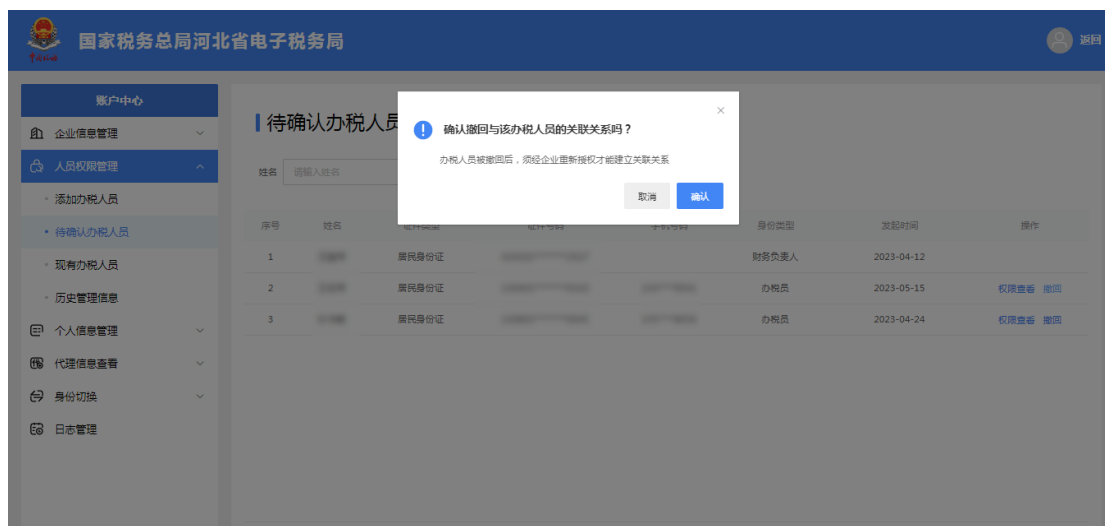 国家税务总局河北省电子税务局
返回
账户中心
企业信息管理
人员权限管理
添加办税人员
待确认办税人员
现有办税人员
历史管理信息
个人信息管理
代理信息查看
身份切换
日志管理
待确认办税人员
确认撤回与该办税人员的关联关系吗？
办税人员被撤回后，须经企业重新授权才能建立关联关系
取消 确认
姓名 请输入姓名
序号 姓名 证件类型 证件号码 手机号码 身份类型 发起时间 操作
1 居民身份证 财务负责人 2023-04-12
2 居民身份证 办税员 2023-05-15 权限查看 撤回
3 居民身份证 办税员 2023-04-24 权限查看 撤回